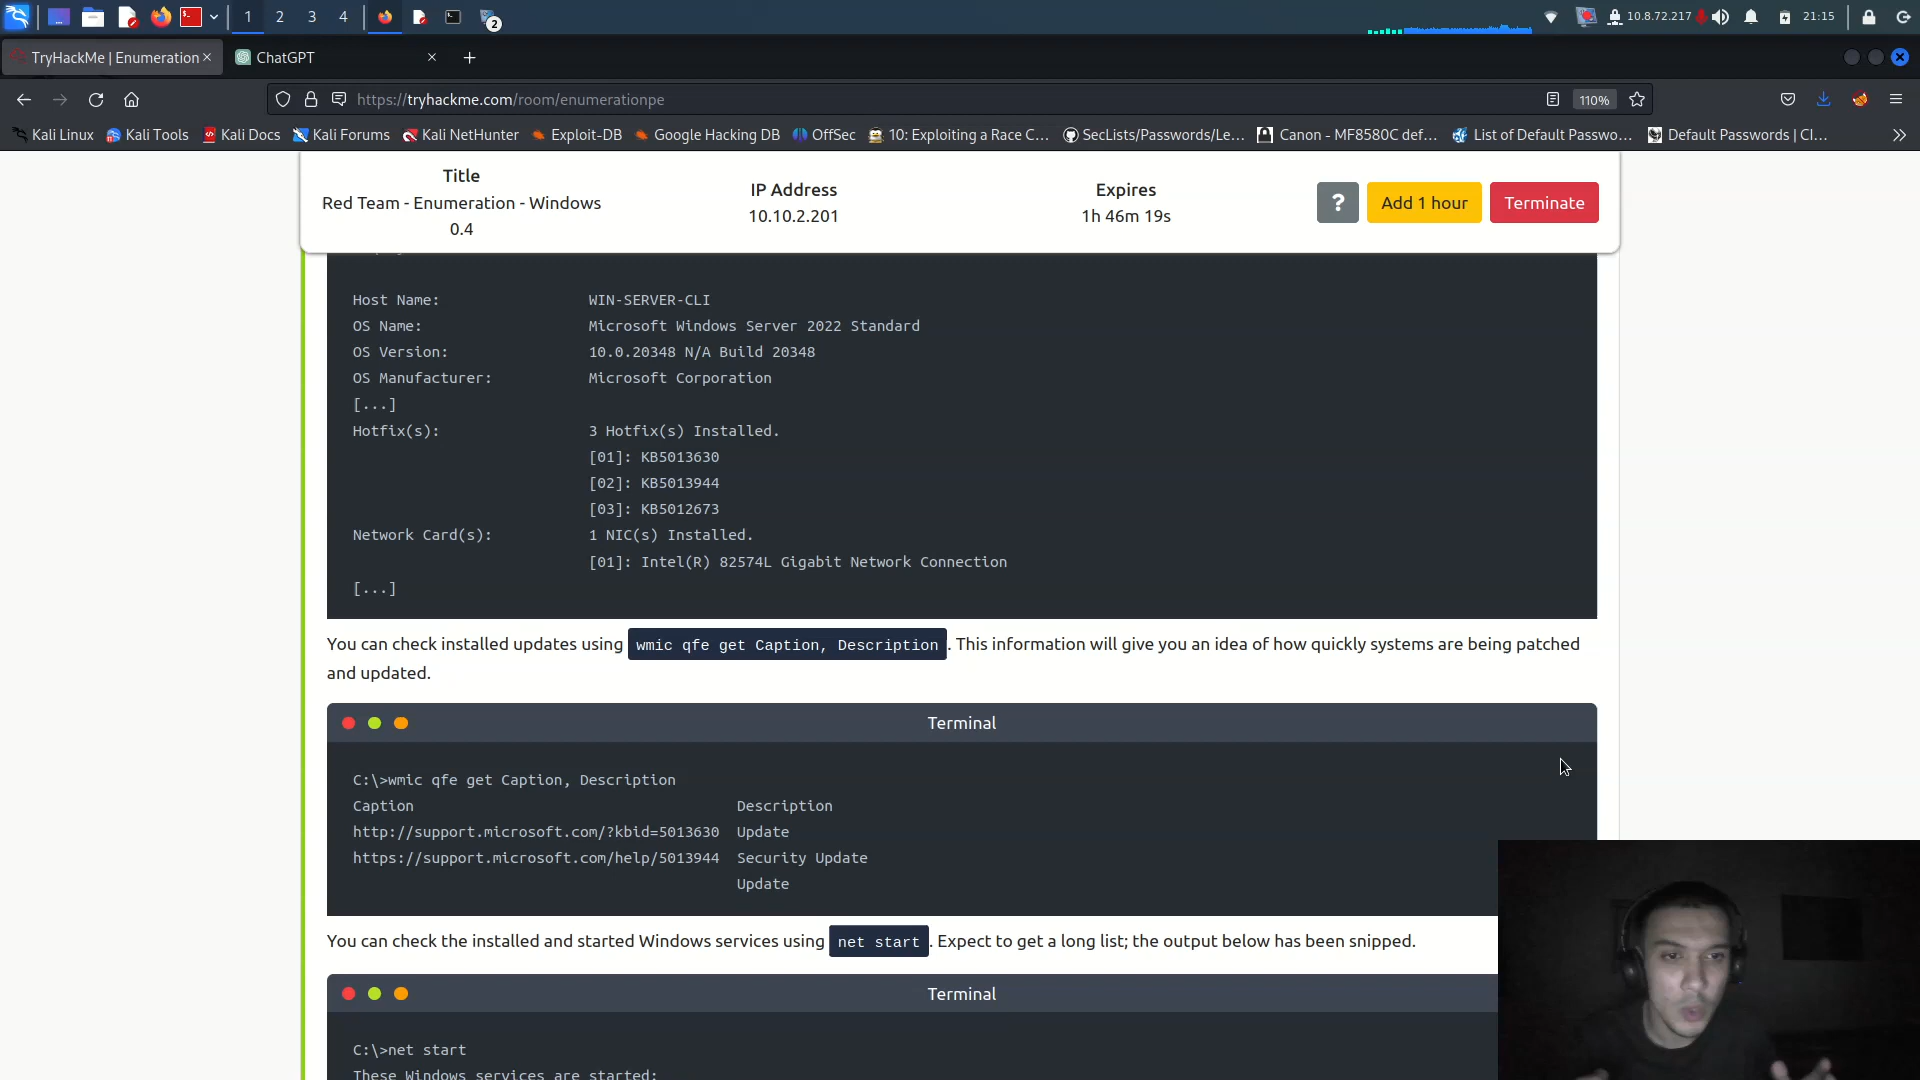 1 2 3 4 2 10.8.72.217 21:15
TryHackMe | Enumeration ChatGPT
https://tryhackme.com/room/enumerationpe 110%
Kali Linux Kali Tools Kali Docs Kali Forums Kali NetHunter Exploit-DB Google Hacking DB OffSec 10: Exploiting a Race C… SecLists/Passwords/Le… Canon - MF8580C def… List of Default Passwo… Default Passwords | CI…
Title IP Address Expires
Red Team - Enumeration - Windows 0.4 10.10.2.201 1h 46m 19s ? Add 1 hour Terminate
Host Name: WIN-SERVER-CLI
OS Name: Microsoft Windows Server 2022 Standard
OS Version: 10.0.20348 N/A Build 20348
OS Manufacturer: Microsoft Corporation
[...]
Hotfix(s): 3 Hotfix(s) Installed.
[01]: KB5013630
[02]: KB5013944
[03]: KB5012673
Network Card(s): 1 NIC(s) Installed.
[01]: Intel(R) 82574L Gigabit Network Connection
[...]
You can check installed updates using wmic qfe get Caption, Description. This information will give you an idea of how quickly systems are being patched
and updated.
Terminal
C:\>wmic qfe get Caption, Description
Caption Description
http://support.microsoft.com/?kbid=5013630 Update
https://support.microsoft.com/help/5013944 Security Update
Update
You can check the installed and started Windows services using net start. Expect to get a long list; the output below has been snipped.
Terminal
C:\>net start
These Windows services are started: